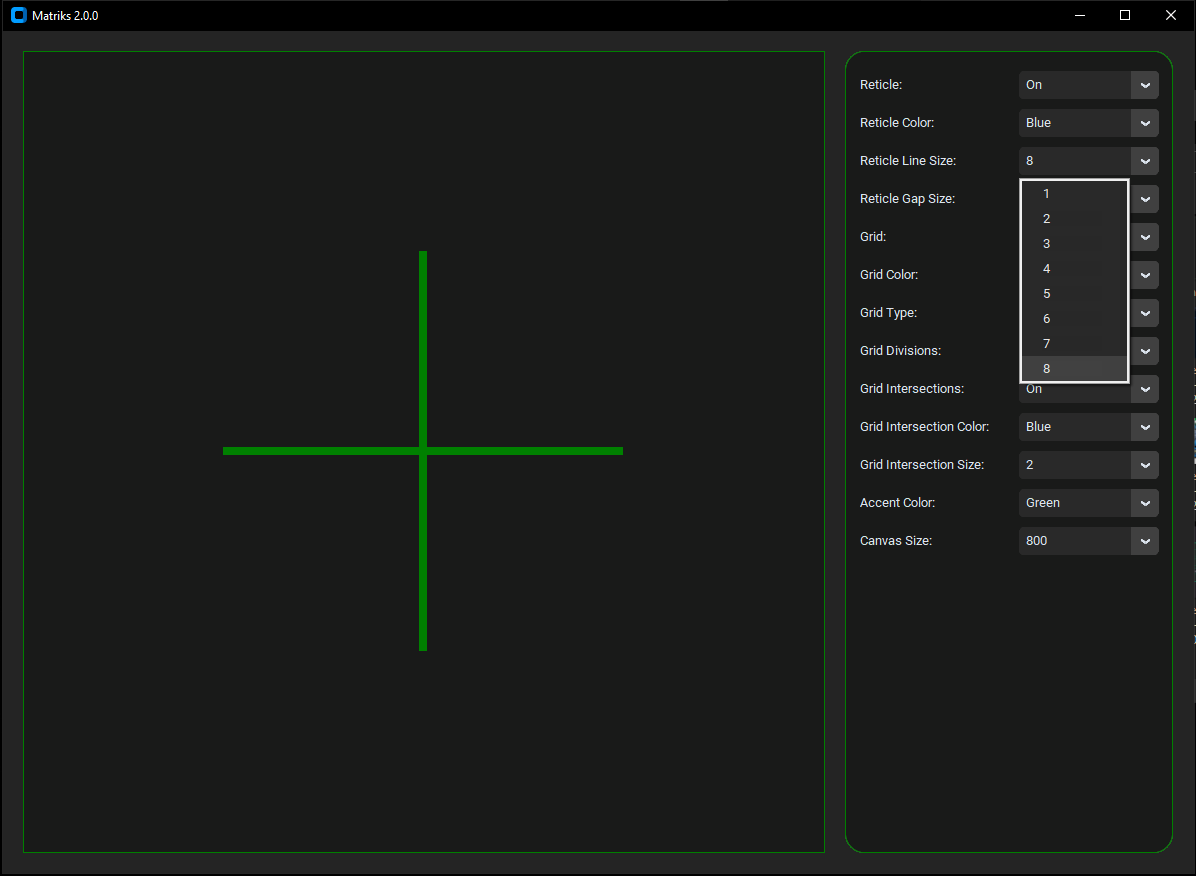 Matriks 2.0.0
Reticle: On
Reticle Color: Blue
Reticle Line Size: 8
Reticle Gap Size:
1
2
3
4
5
6
7
8
Grid:
Grid Color:
Grid Type:
Grid Divisions:
Grid Intersections: On
Grid Intersection Color: Blue
Grid Intersection Size: 2
Accent Color: Green
Canvas Size: 800